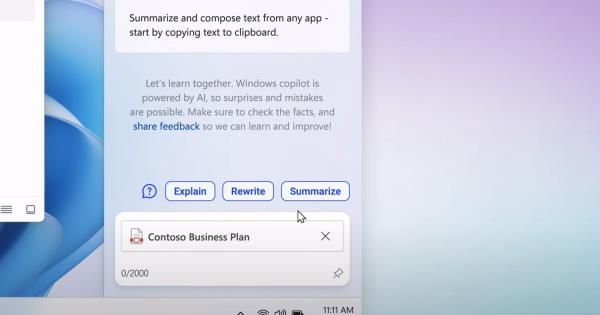 Summarize and compose text from any app -
start by copying text to clipboard.
Let's learn together. Windows copilot is
powered by AI, so surprises and mistakes
are possible. Make sure to check the facts, and
share feedback so we can learn and improve!
Explain Rewrite Summarize
Contoso Business Plan
0/2000
11:11 AM